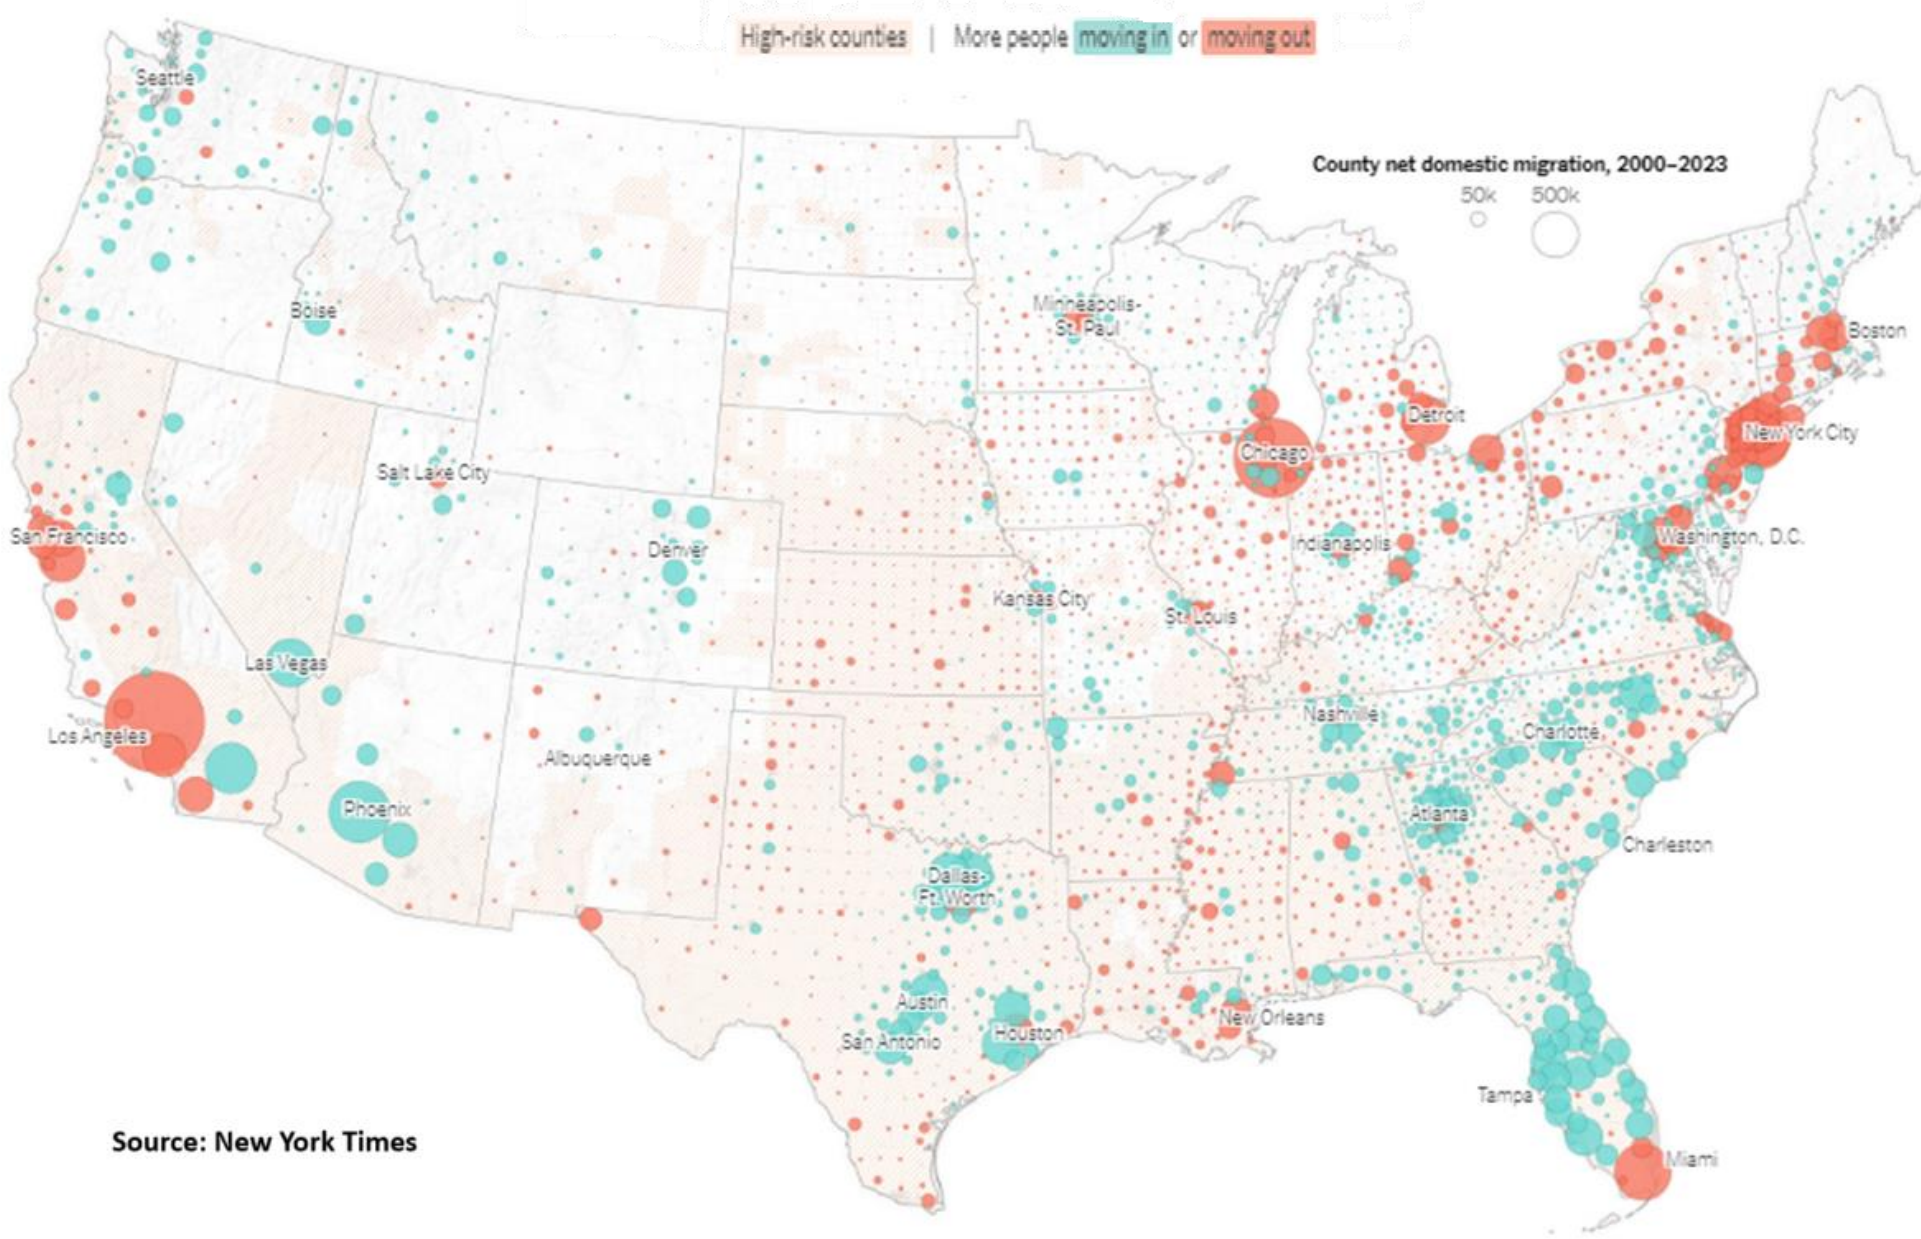 High-risk counties | More people moving in or moving out
County net domestic migration, 2000–2023
50k 500k
Seattle
Boise
Minneapolis-
St. Paul
Boston
Detroit
New York City
Chicago
Salt Lake City
San Francisco
Denver
Indianapolis
Washington, D.C.
Kansas City
St. Louis
Las Vegas
Nashville
Charlotte
Los Angeles
Albuquerque
Phoenix
Atlanta
Charleston
Dallas-
Ft. Worth
Austin
New Orleans
Houston
San Antonio
Tampa
Miami
Source: New York Times